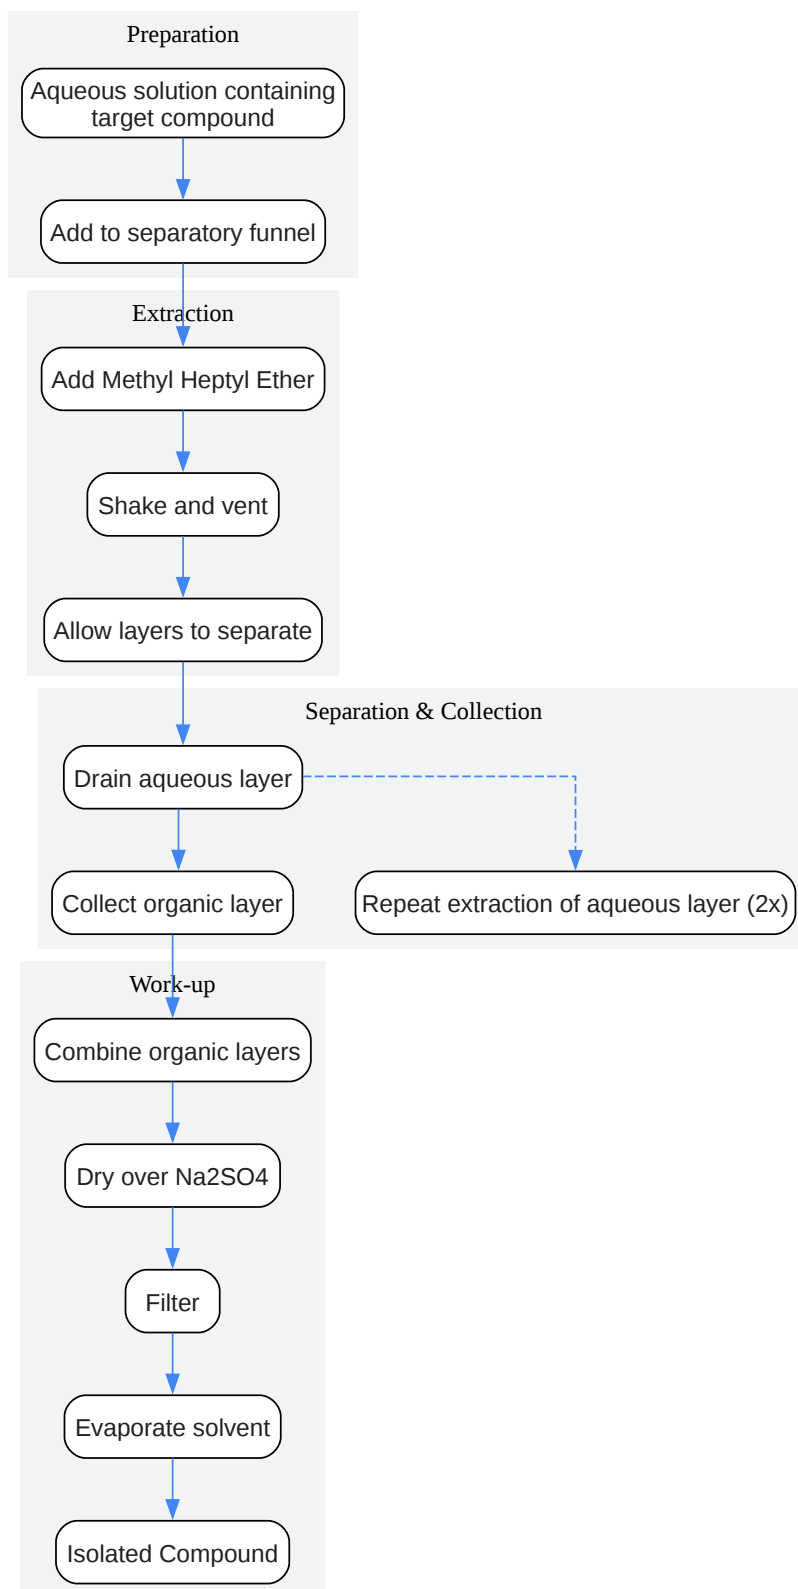 Preparation
Aqueous solution containing
target compound
Add to separatory funnel
Extraction
Add Methyl Heptyl Ether
Shake and vent
Allow layers to separate
Separation & Collection
Drain aqueous layer
Collect organic layer
Repeat extraction of aqueous layer (2x)
Work-up
Combine organic layers
Dry over Na2SO4
Filter
Evaporate solvent
Isolated Compound